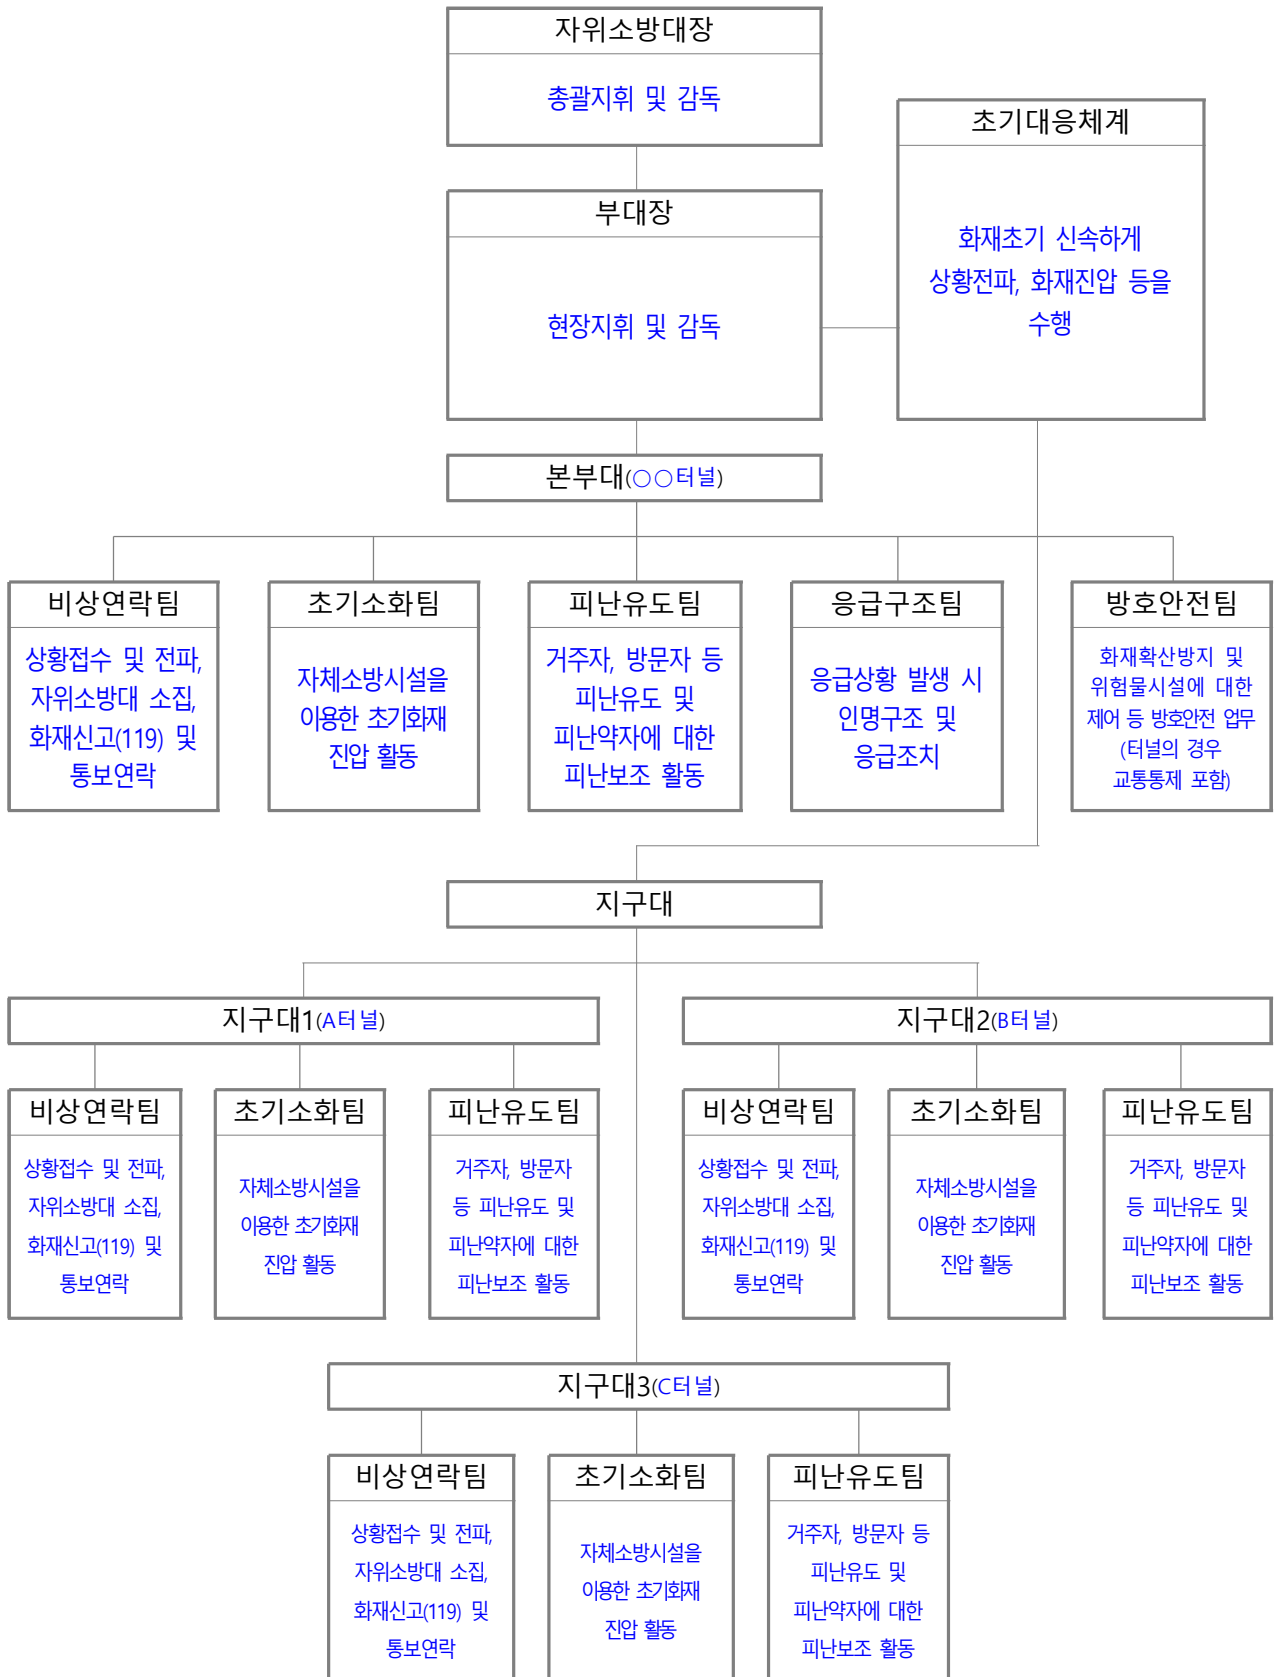 자위소방대장
총괄지휘 및 감독
초기대응체계
화재초기 신속하게
상황전파, 화재진압 등을
수행
부대장
현장지휘 및 감독
본부대(○○터널)
비상연락팀
상황접수 및 전파,
자위소방대 소집,
화재신고(119) 및
통보연락
초기소화팀
자체소방시설을
이용한 초기화재
진압 활동
피난유도팀
거주자, 방문자 등
피난유도 및
피난약자에 대한
피난보조 활동
응급구조팀
응급상황 발생 시
인명구조 및
응급조치
방호안전팀
화재확산방지 및
위험물시설에 대한
제어 등 방호안전 업무
(터널의 경우
교통통제 포함)
지구대
지구대1(A터널)
비상연락팀
상황접수 및 전파,
자위소방대 소집,
화재신고(119) 및
통보연락
초기소화팀
자체소방시설을
이용한 초기화재
진압 활동
피난유도팀
거주자, 방문자
등 피난유도 및
피난약자에 대한
피난보조 활동
지구대2(B터널)
비상연락팀
상황접수 및 전파,
자위소방대 소집,
화재신고(119) 및
통보연락
초기소화팀
자체소방시설을
이용한 초기화재
진압 활동
피난유도팀
거주자, 방문자
등 피난유도 및
피난약자에 대한
피난보조 활동
지구대3(C터널)
비상연락팀
상황접수 및 전파,
자위소방대 소집,
화재신고(119) 및
통보연락
초기소화팀
자체소방시설을
이용한 초기화재
진압 활동
피난유도팀
거주자, 방문자 등
피난유도 및
피난약자에 대한
피난보조 활동